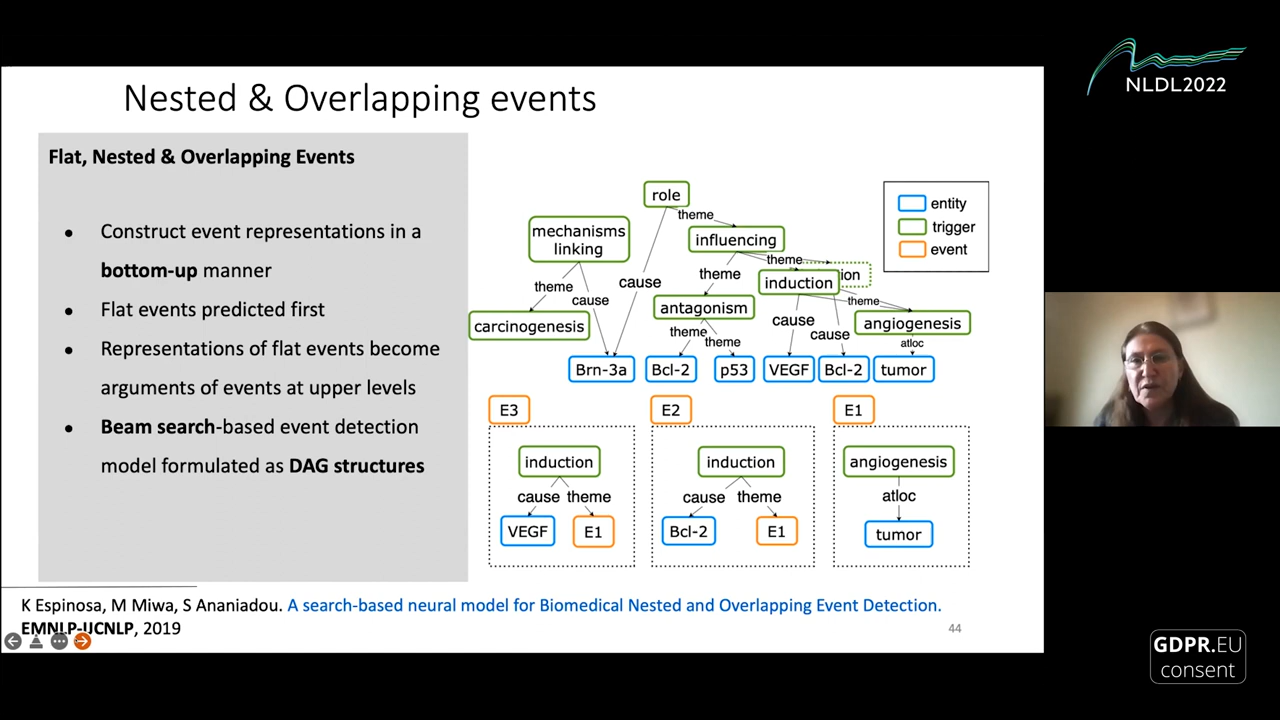 NLDL2022
Nested & Overlapping events
Flat, Nested & Overlapping Events
● Construct event representations in a
bottom-up manner
● Flat events predicted first
● Representations of flat events become
arguments of events at upper levels
● Beam search-based event detection
model formulated as DAG structures
role
theme
mechanisms
linking
influencing
entity
trigger
event
theme
ion
theme
cause
theme
cause
induction
theme
antagonism
carcinogenesis
theme
theme
cause
cause
angiogenesis
atloc
Brn-3a
Bcl-2
p53
VEGF
Bcl-2
tumor
E3
E2
E1
induction
induction
angiogenesis
cause theme
cause theme
atloc
VEGF
E1
Bcl-2
E1
tumor
K Espinosa, M Miwa, S Ananiadou. A search-based neural model for Biomedical Nested and Overlapping Event Detection.
EMNLP-IJCNLP, 2019
44
GDPR.EU
consent